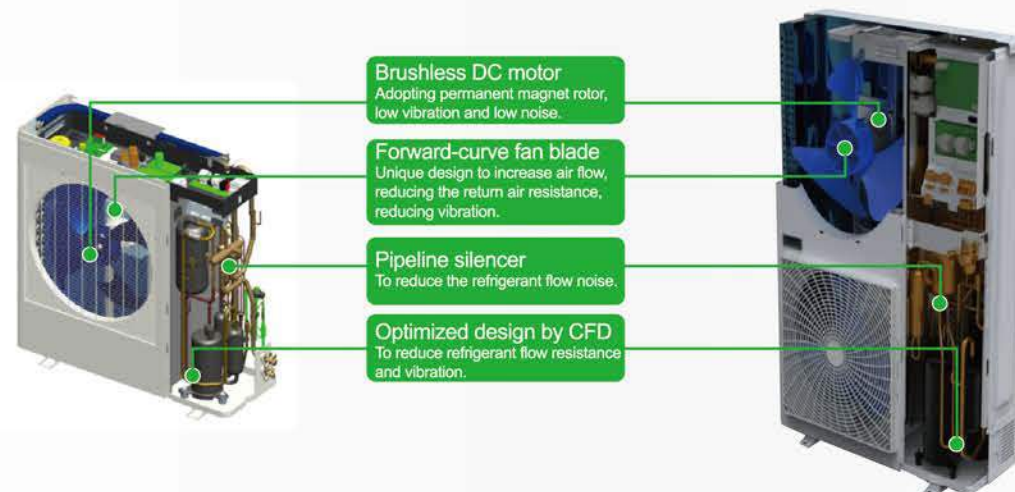 Brushless DC motor
Adopting permanent magnet rotor,
low vibration and low noise.
Forward-curve fan blade
Unique design to increase air flow,
reducing the return air resistance,
reducing vibration.
Pipeline silencer
To reduce the refrigerant flow noise.
Optimized design by CFD
To reduce refrigerant flow resistance
and vibration.